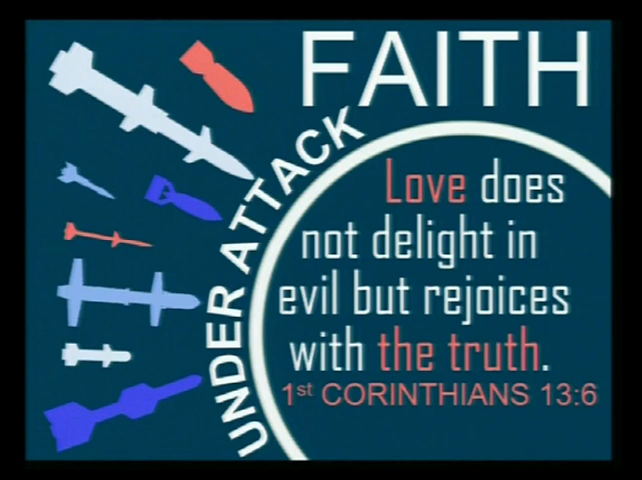 FAITH
UNDER ATTACK
Love does
not delight in
evil but rejoices
with the truth.
1st CORINTHIANS 13:6